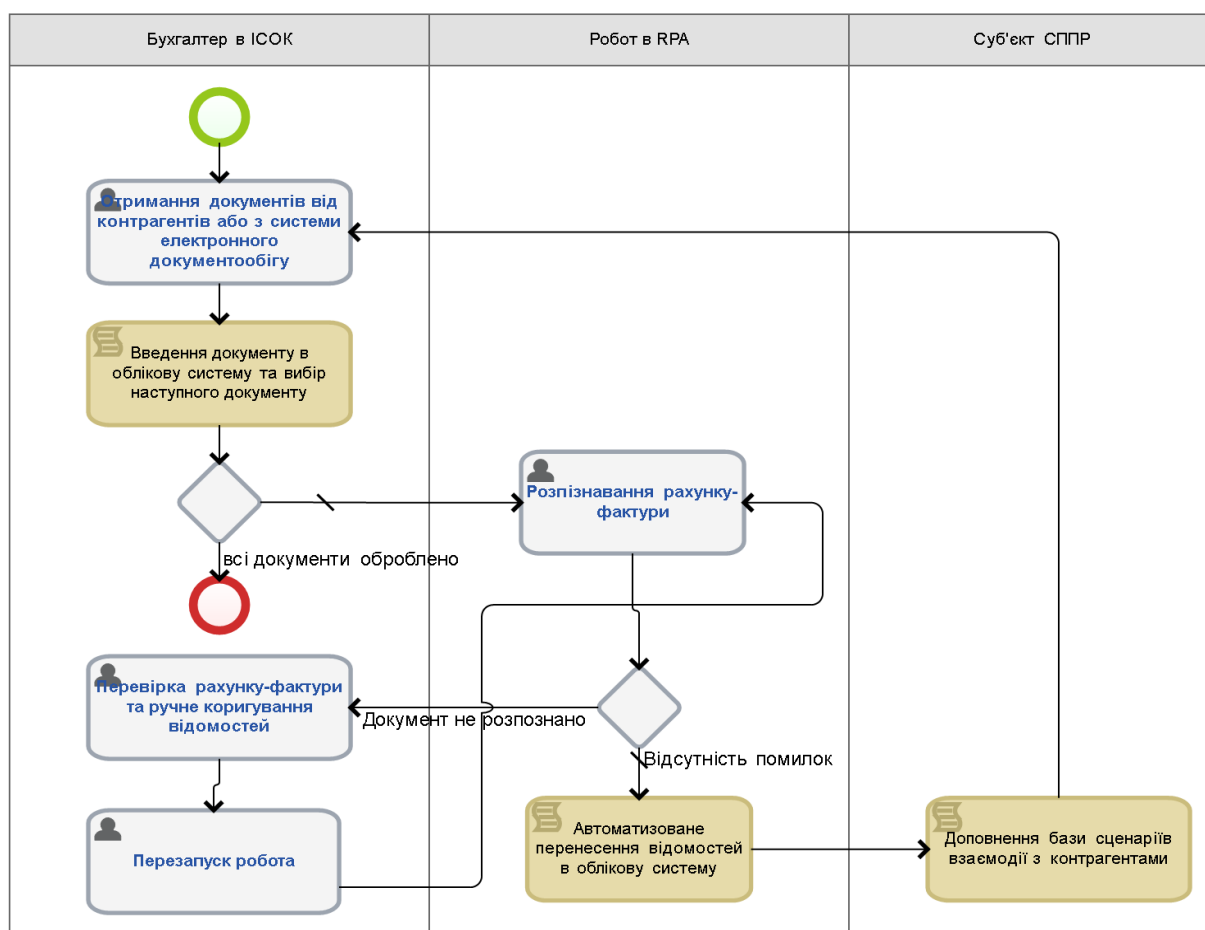 Бухгалтер в ІСОК
Робот в RPA
Суб'єкт СППР
Отримання документів від
контрагентів або з системи
електронного
документообігу
Введення документу в
облікову систему та вибір
наступного документу
Розпізнавання рахунку-
фактури
всі документи оброблено
Перевірка рахунку-фактури
та ручне коригування
відомостей
Документ не розпознано
Відсутність помилок
Перезапуск робота
Автоматизоване
перенесення відомостей
в облікову систему
Доповнення бази сценаріїв
взаємодії з контрагентами